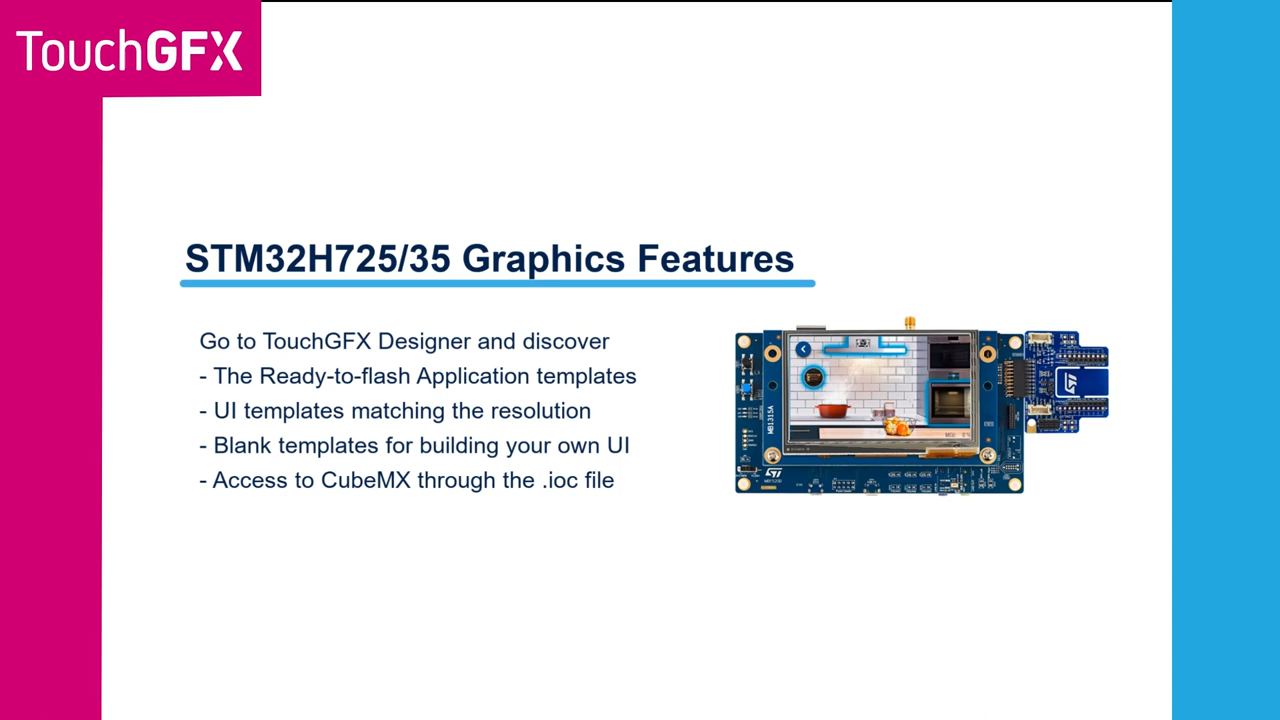 TouchGFX
STM32H725/35 Graphics Features
Go to TouchGFX Designer and discover
- The Ready-to-flash Application templates
- UI templates matching the resolution
- Blank templates for building your own UI
- Access to CubeMX through the .ioc file
MB1315A